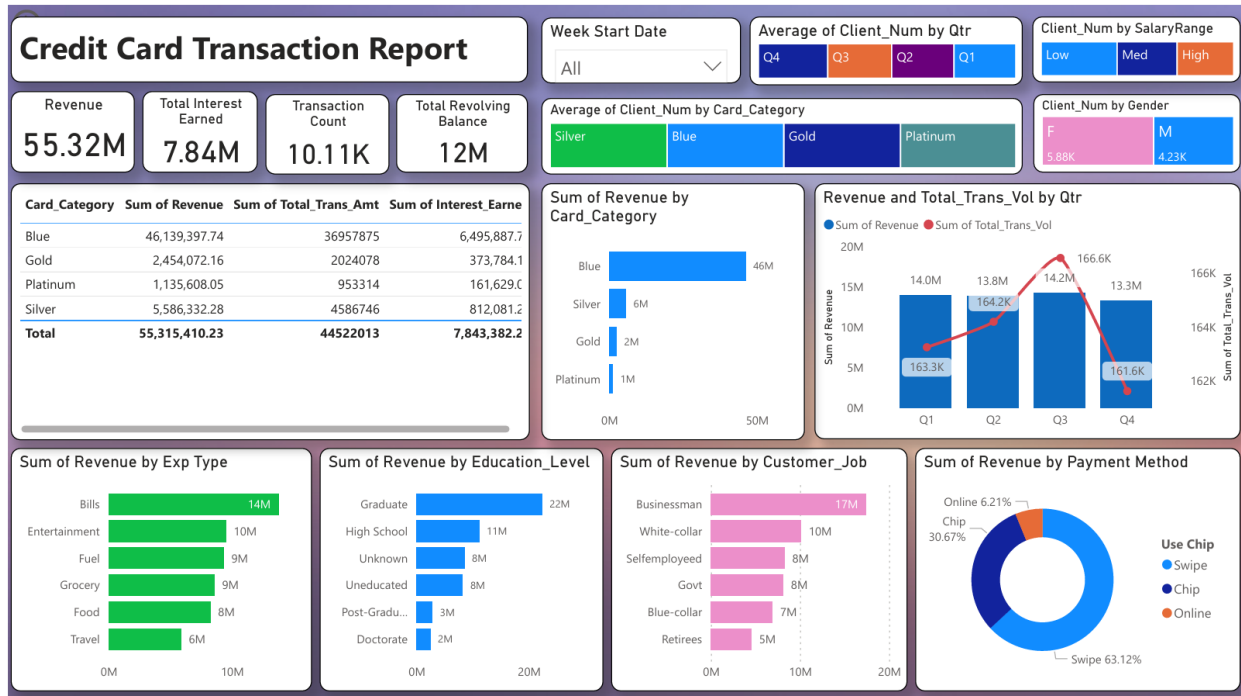 Credit Card Transaction Report
Week Start Date
All
Average of Client_Num by Qtr
Q4 Q3 Q2 Q1
Client_Num by SalaryRange
Low Med High
Revenue
55.32M
Total Interest
Earned
7.84M
Transaction
Count
10.11K
Total Revolving
Balance
12M
Average of Client_Num by Card_Category
Silver Blue Gold Platinum
Client_Num by Gender
F M
5.88K 4.23K
Card_Category Sum of Revenue Sum of Total_Trans_Amt Sum of Interest_Earne
Blue 46,139,397.74 36957875 6,495,887.7
Gold 2,454,072.16 2024078 373,784.1
Platinum 1,135,608.05 953314 161,629.0
Silver 5,586,332.28 4586746 812,081.2
Total 55,315,410.23 44522013 7,843,382.2
Sum of Revenue by
Card_Category
Blue 46M
Silver 6M
Gold 2M
Platinum 1M
0M 50M
Revenue and Total_Trans_Vol by Qtr
Sum of Revenue Sum of Total_Trans_Vol
Sum of Revenue
20M
15M
10M
5M
0M
14.0M 13.8M 14.2M 13.3M
163.3K 164.2K 166.6K 161.6K
Q1 Q2 Q3 Q4
166K
164K
162K
Sum of Total_Trans_Vol
Sum of Revenue by Exp Type
Bills 14M
Entertainment 10M
Fuel 9M
Grocery 9M
Food 8M
Travel 6M
0M 10M
Sum of Revenue by Education_Level
Graduate 22M
High School 11M
Unknown 8M
Uneducated 8M
Post-Gradu... 3M
Doctorate 2M
0M 20M
Sum of Revenue by Customer_Job
Businessman 17M
White-collar 10M
Selfemployeed 8M
Govt 8M
Blue-collar 7M
Retirees 5M
0M 10M 20M
Sum of Revenue by Payment Method
Online 6.21%
Chip
30.67%
Swipe 63.12%
Use Chip
Swipe
Chip
Online